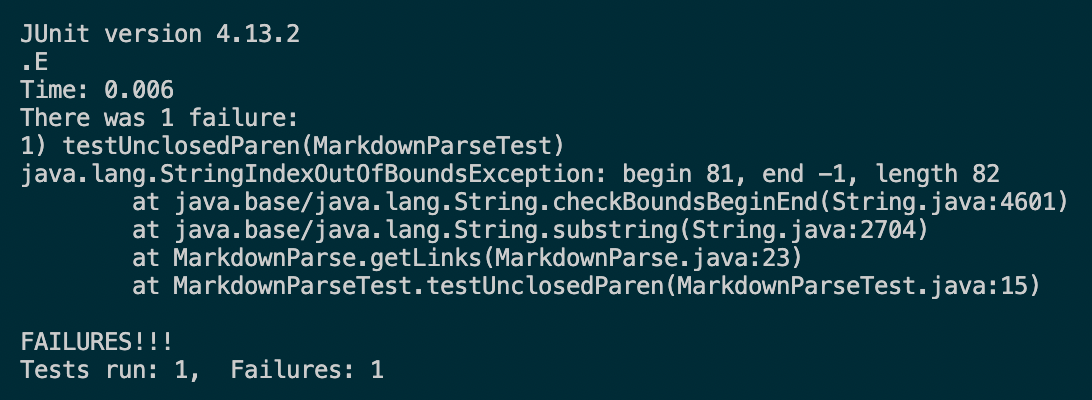 JUnit version 4.13.2
.E
Time: 0.006
There was 1 failure:
1) testUnclosedParen(MarkdownParseTest)
java.lang.StringIndexOutOfBoundsException: begin 81, end -1, length 82
        at java.base/java.lang.String.checkBoundsBeginEnd(String.java:4601)
        at java.base/java.lang.String.substring(String.java:2704)
        at MarkdownParse.getLinks(MarkdownParse.java:23)
        at MarkdownParseTest.testUnclosedParen(MarkdownParseTest.java:15)
FAILURES!!!
Tests run: 1,  Failures: 1